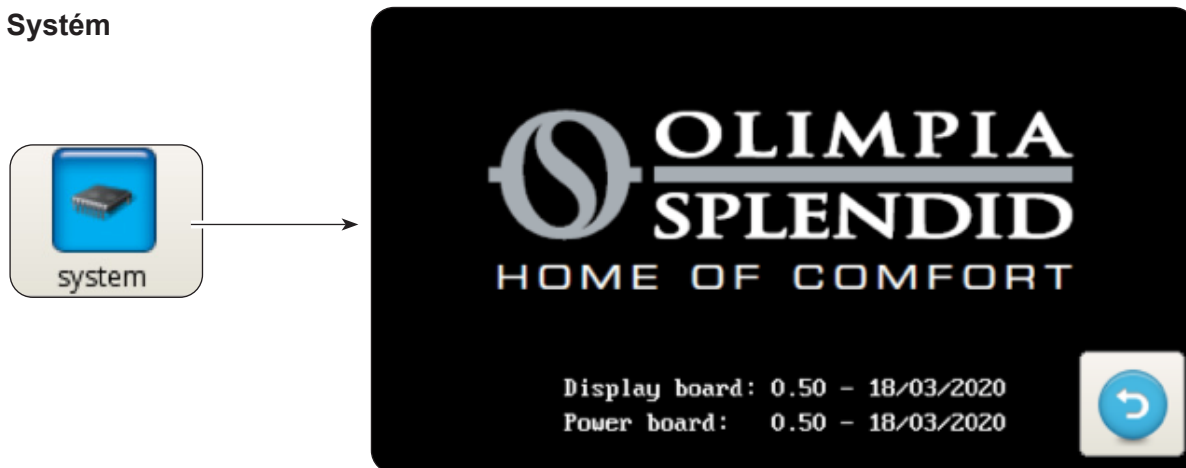 Systém
system
OLIMPIA
SPLENDID
HOME OF COMFORT
Display board: 0.50 - 18/03/2020
Power board: 0.50 - 18/03/2020